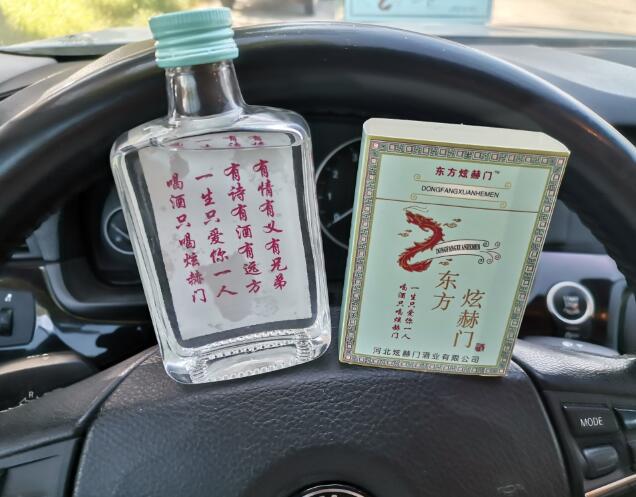 有情有义有兄弟
有诗有酒有远方
一生只爱你一人
喝酒只喝炫赫门
东方炫赫门™
DONGFANGXUANHEMEN
DONGFANGXUANHEMEN
东方
炫赫门
一生只爱你一人
喝酒只喝炫赫门
河北炫赫门酒业有限公司
MODE